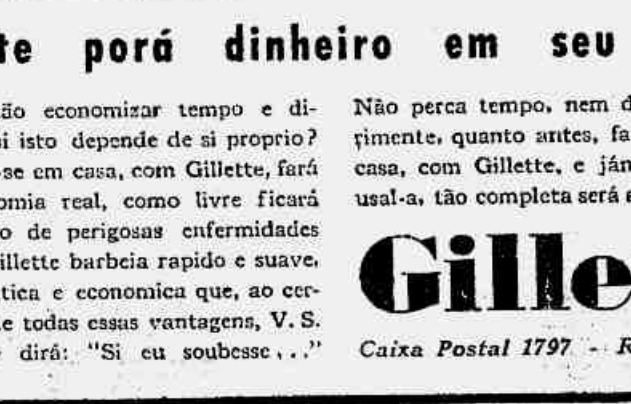 te porá dinheiro em seu
ão economizar tempo e di-
i isto depende de si proprio?
-se em casa, com Gillette, fará
omia real, como livre ficará
o de perigosas enfermidades
illette barbeia rapido e suave,
tica e economica que, ao cer-
e todas essas vantagens, V. S.
dirá: "Si eu soubesse..."
Não perca tempo, nem d
rimente, quanto antes, fa
casa, com Gillette, e ján
usal-a, tão completa será e
Gille
Caixa Postal 1797 - R